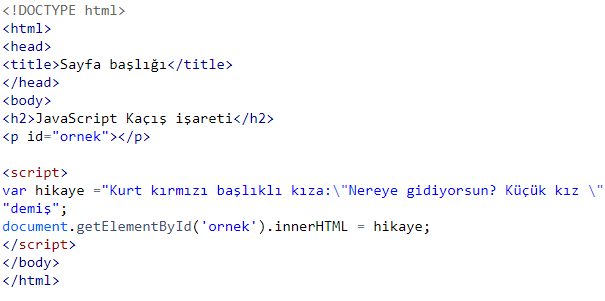 <!DOCTYPE html>
<html>
<head>
<title>Sayfa başlığı</title>
</head>
<body>
<h2>JavaScript Kaçış işareti</h2>
<p id="ornek"></p>

<script>
var hikaye ="Kurt kırmızı başlıklı kıza:\"Nereye gidiyorsun? Küçük kız \"
"demiş";
document.getElementById('ornek').innerHTML = hikaye;
</script>
</body>
</html>